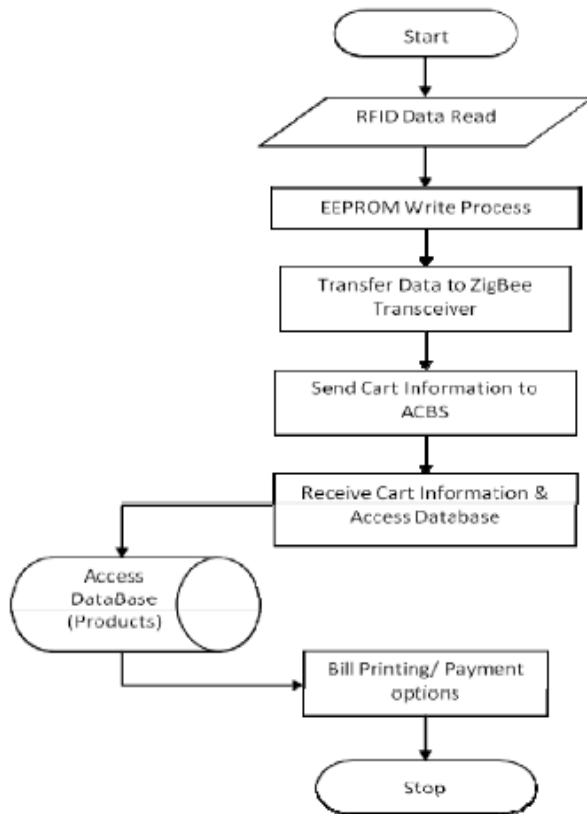 Start
RFID Data Read
EEPROM Write Process
Transfer Data to ZigBee
Transceiver
Send Cart Information to
ACBS
Receive Cart Information &
Access Database
Access
DataBase
(Products)
Bill Printing/ Payment
options
Stop